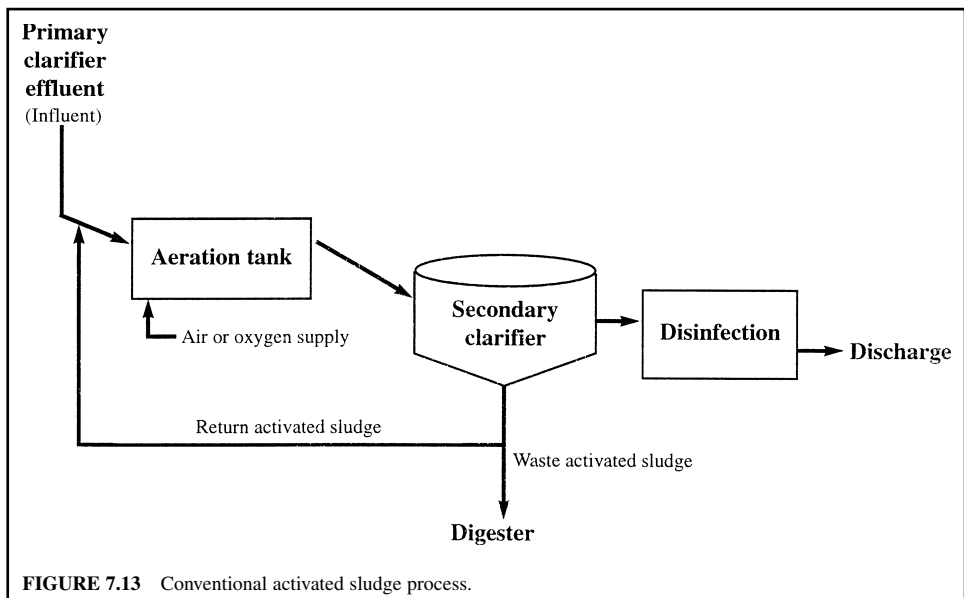 Primary
clarifier
effluent
(Influent)
Aeration tank
Air or oxygen supply
Secondary
clarifier
Disinfection
Discharge
Return activated sludge
Waste activated sludge
Digester
FIGURE 7.13 Conventional activated sludge process.